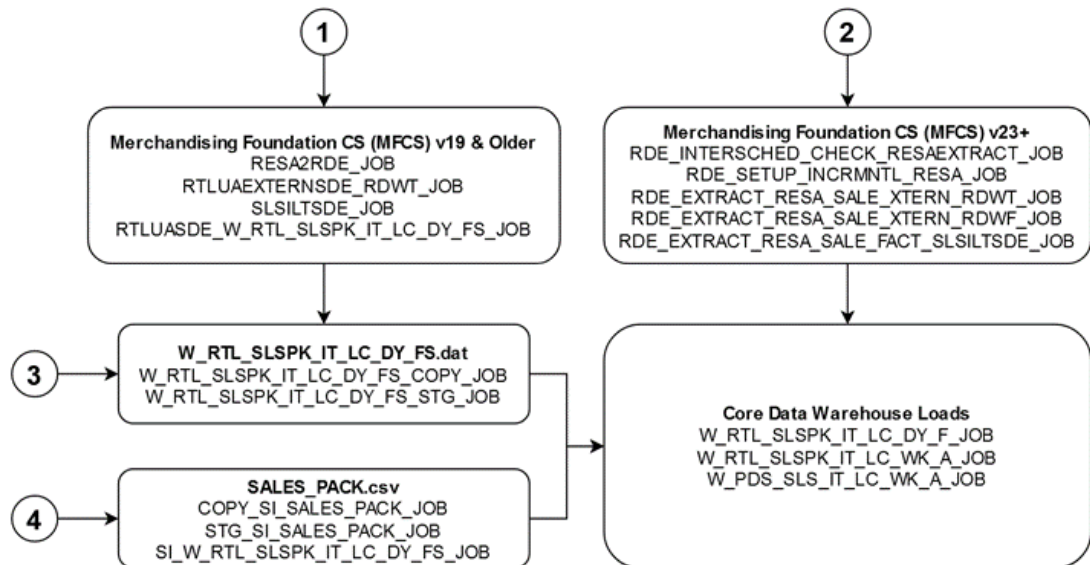 1
Merchandising Foundation CS (MFCS) v19 & Older
RESA2RDE_JOB
RTLUAEXTERNSDE_RDWT_JOB
SLSILTSDE_JOB
RTLUASDE_W_RTL_SLSPK_IT_LC_DY_FS_JOB
2
Merchandising Foundation CS (MFCS) v23+
RDE_INTERSCHED_CHECK_RESAEXTRACT_JOB
RDE_SETUP_INCRMNTL_RESA_JOB
RDE_EXTRACT_RESA_SALE_XTERN_RDWT_JOB
RDE_EXTRACT_RESA_SALE_XTERN_RDWF_JOB
RDE_EXTRACT_RESA_SALE_FACT_SLSILTSDE_JOB
3
W_RTL_SLSPK_IT_LC_DY_FS.dat
W_RTL_SLSPK_IT_LC_DY_FS_COPY_JOB
W_RTL_SLSPK_IT_LC_DY_FS_STG_JOB
4
SALES_PACK.csv
COPY_SI_SALES_PACK_JOB
STG_SI_SALES_PACK_JOB
SI_W_RTL_SLSPK_IT_LC_DY_FS_JOB
Core Data Warehouse Loads
W_RTL_SLSPK_IT_LC_DY_F_JOB
W_RTL_SLSPK_IT_LC_WK_A_JOB
W_PDS_SLS_IT_LC_WK_A_JOB